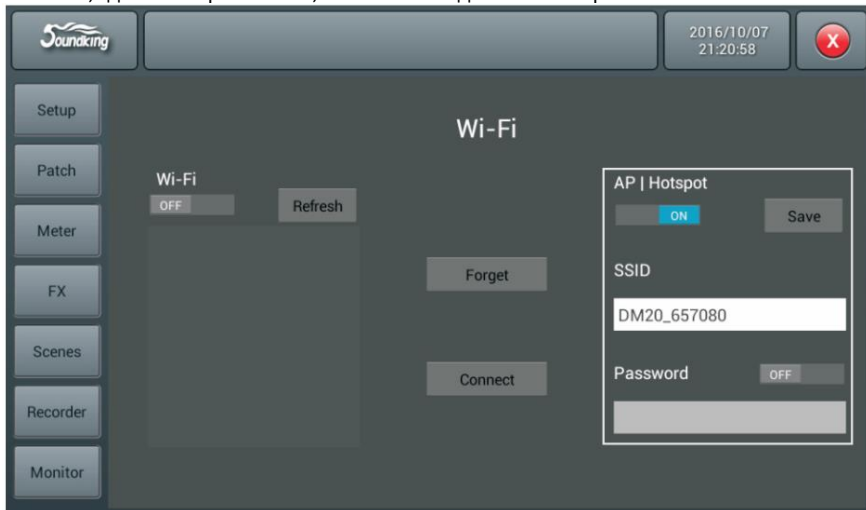 Soundking
2016/10/07
21:20:58
X
Setup
Patch
Meter
FX
Scenes
Recorder
Monitor
Wi-Fi
Wi-Fi
OFF
Refresh
Forget
Connect
AP | Hotspot
ON
Save
SSID
DM20_657080
Password
OFF